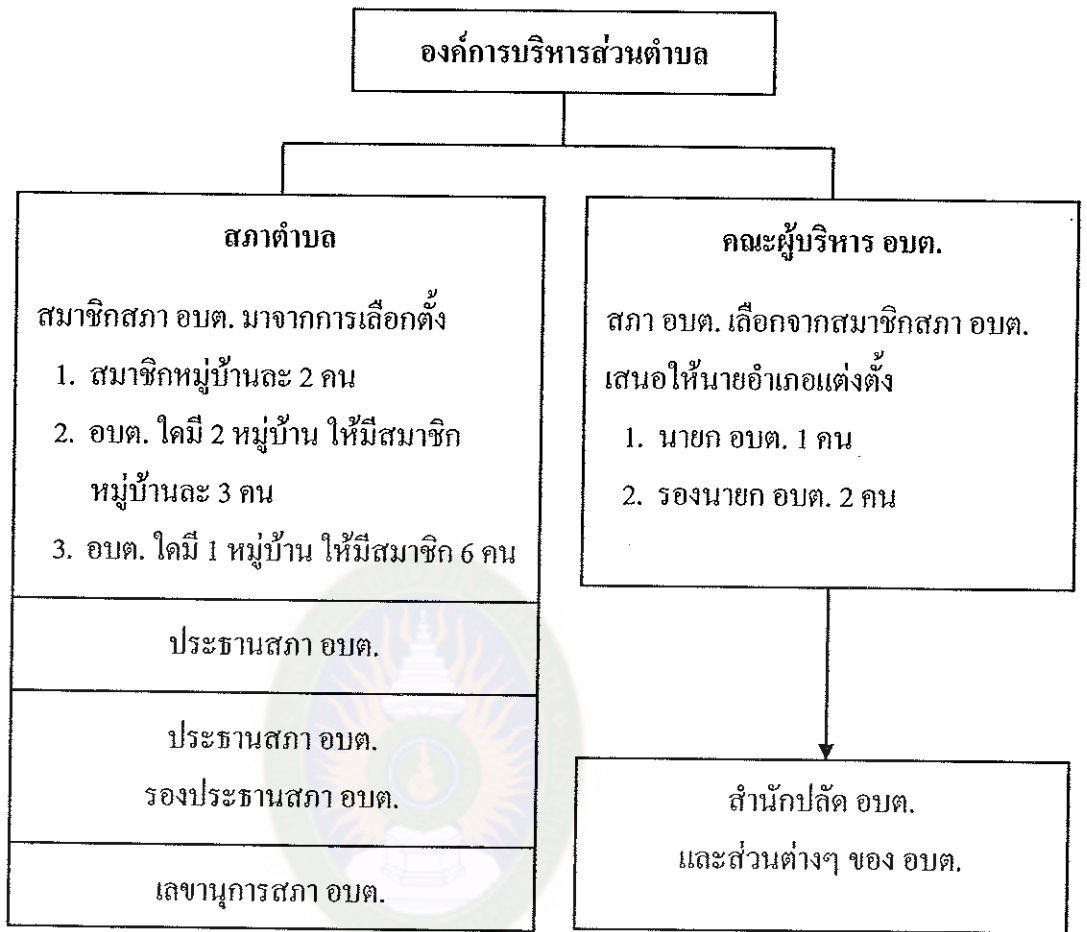 องค์การบริหารส่วนตำบล
สภาตำบล
สมาชิกสภา อบต. มาจากการเลือกตั้ง
1. สมาชิกหมู่บ้านละ 2 คน
2. อบต. ใดมี 2 หมู่บ้าน ให้มีสมาชิก
หมู่บ้านละ 3 คน
3. อบต. ใดมี 1 หมู่บ้าน ให้มีสมาชิก 6 คน
ประธานสภา อบต.
ประธานสภา อบต.
รองประธานสภา อบต.
เลขานุการสภา อบต.
คณะผู้บริหาร อบต.
สภา อบต. เลือกจากสมาชิกสภา อบต.
เสนอให้นายอำเภอแต่งตั้ง
1. นายก อบต. 1 คน
2. รองนายก อบต. 2 คน
สำนักปลัด อบต.
และส่วนต่างๆ ของ อบต.